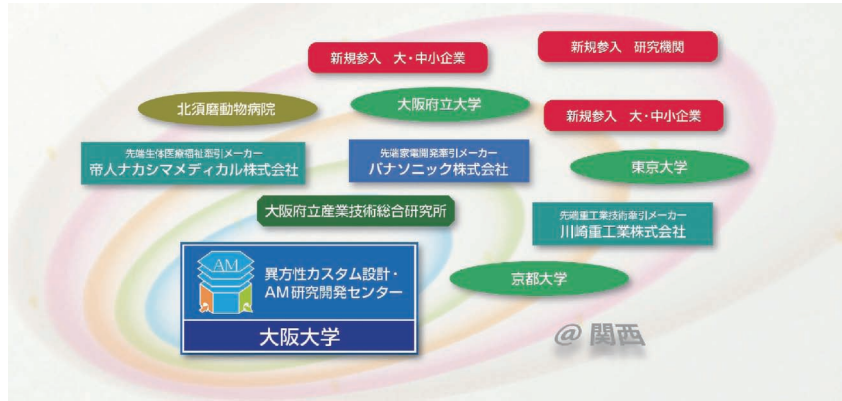 新規参入 研究機関
新規参入 大・中小企業
北須磨動物病院
大阪府立大学
新規参入 大・中小企業
先端生体医療福祉牽引メーカー
帝人ナカシマメディカル株式会社
先端家電開発牽引メーカー
パナソニック株式会社
東京大学
大阪府立産業技術総合研究所
先端重工業技術牽引メーカー
川崎重工業株式会社
AM
異方性カスタム設計・
AM研究開発センター
京都大学
大阪大学
@ 関西